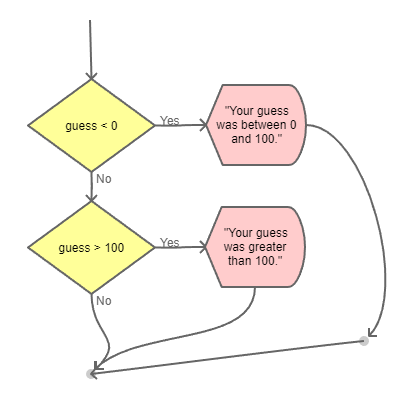 guess < 0
Yes
"Your guess
was between 0
and 100."
No
guess > 100
Yes
"Your guess
was greater
than 100."
No